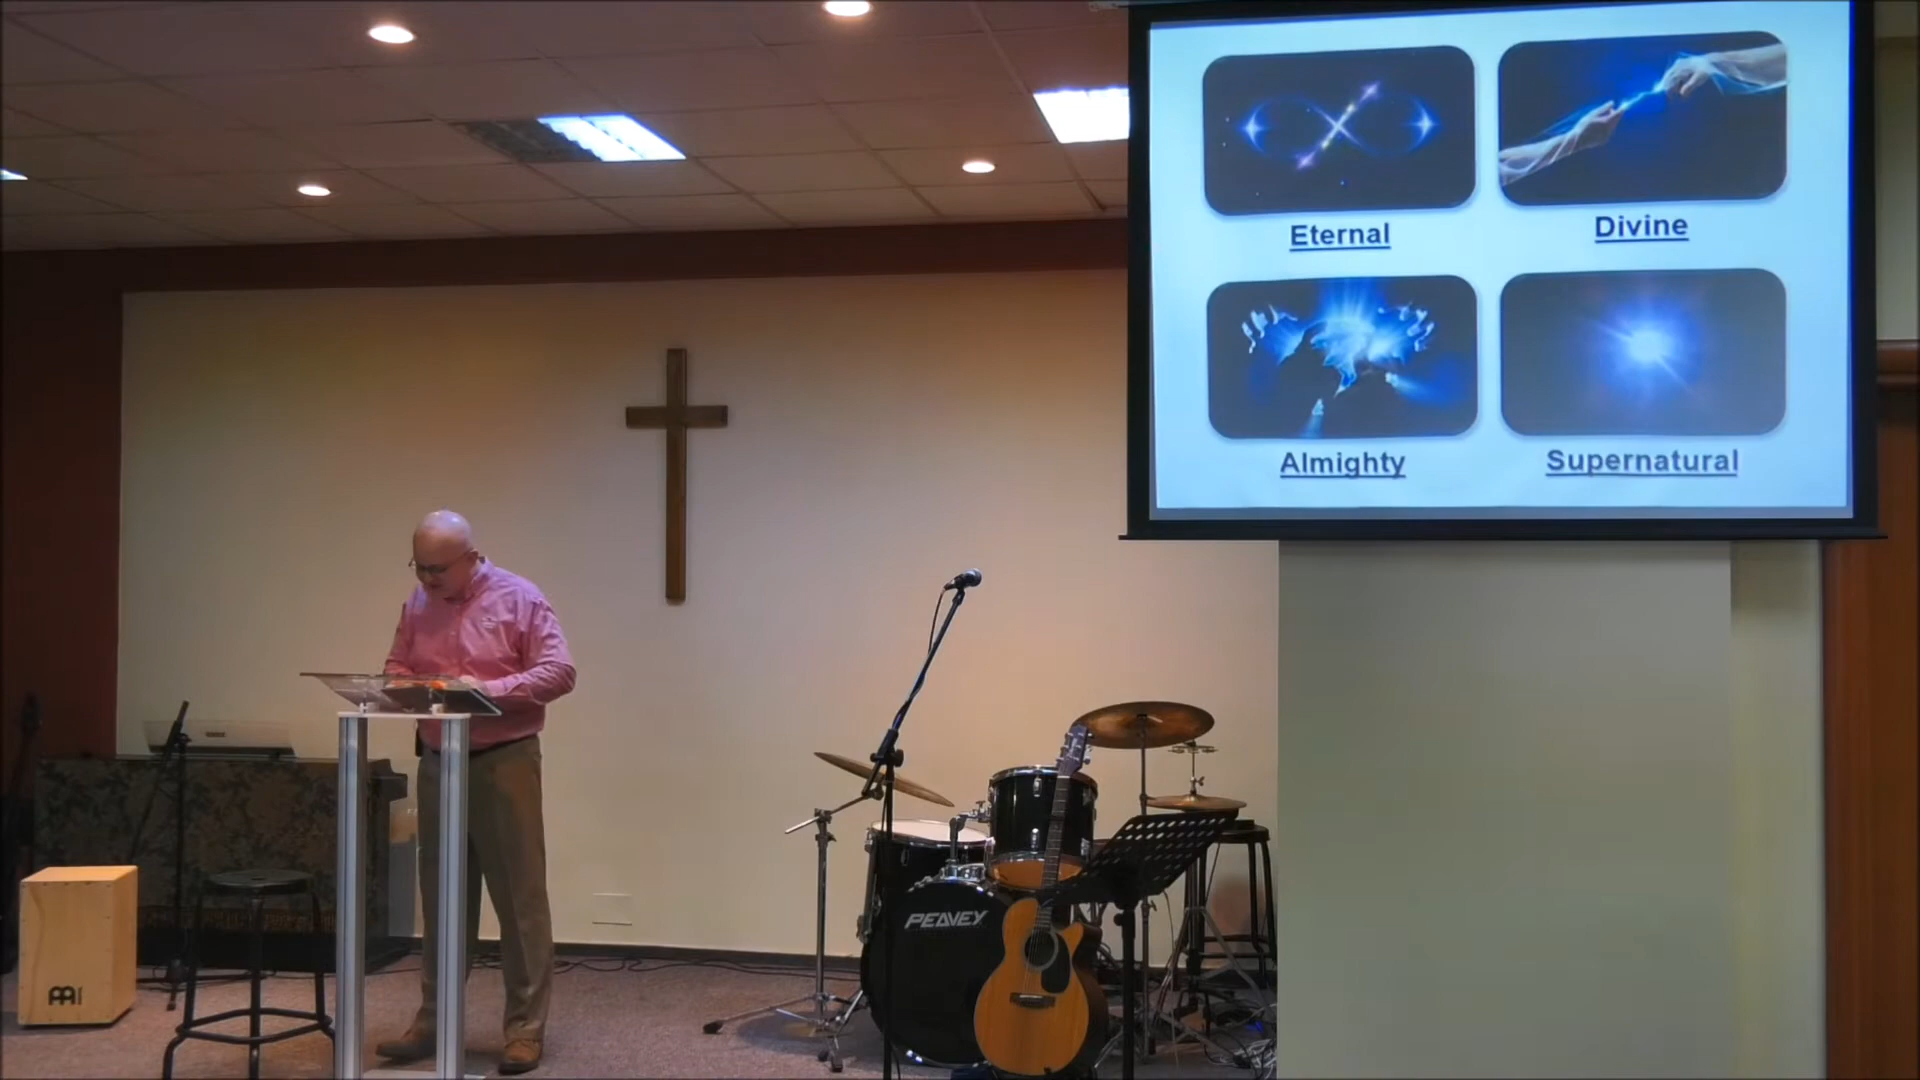 Eternal
Divine
Almighty
Supernatural
PEAVEY